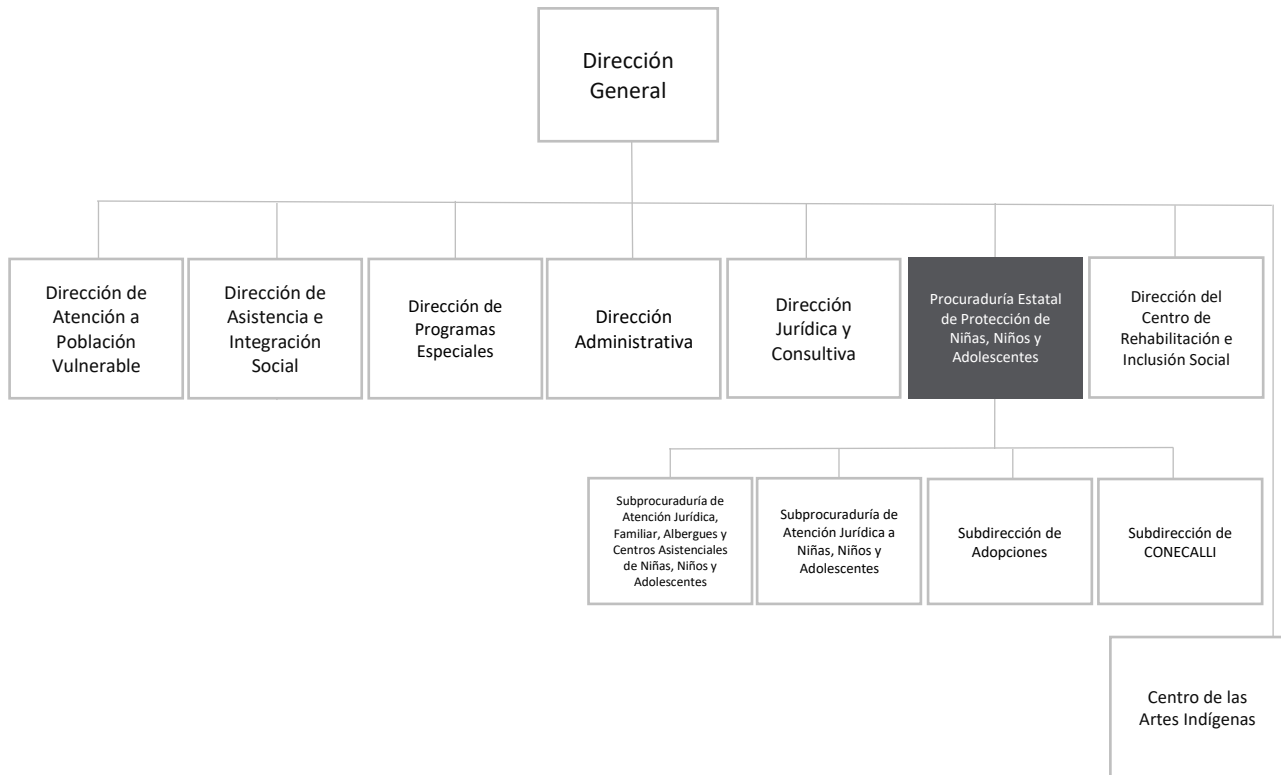 Dirección
General
Dirección de
Atención a
Población
Vulnerable
Dirección de
Asistencia e
Integración
Social
Dirección de
Programas
Especiales
Dirección
Administrativa
Dirección
Jurídica y
Consultiva
Procuraduría Estatal
de Protección de
Niñas, Niños y
Adolescentes
Dirección del
Centro de
Rehabilitación e
Inclusión Social
Subprocuraduría de
Atención Jurídica,
Familiar, Albergues y
Centros Asistenciales
de Niñas, Niños y
Adolescentes
Subprocuraduría de
Atención Jurídica a
Niñas, Niños y
Adolescentes
Subdirección de
Adopciones
Subdirección de
CONECALLI
Centro de las
Artes Indígenas